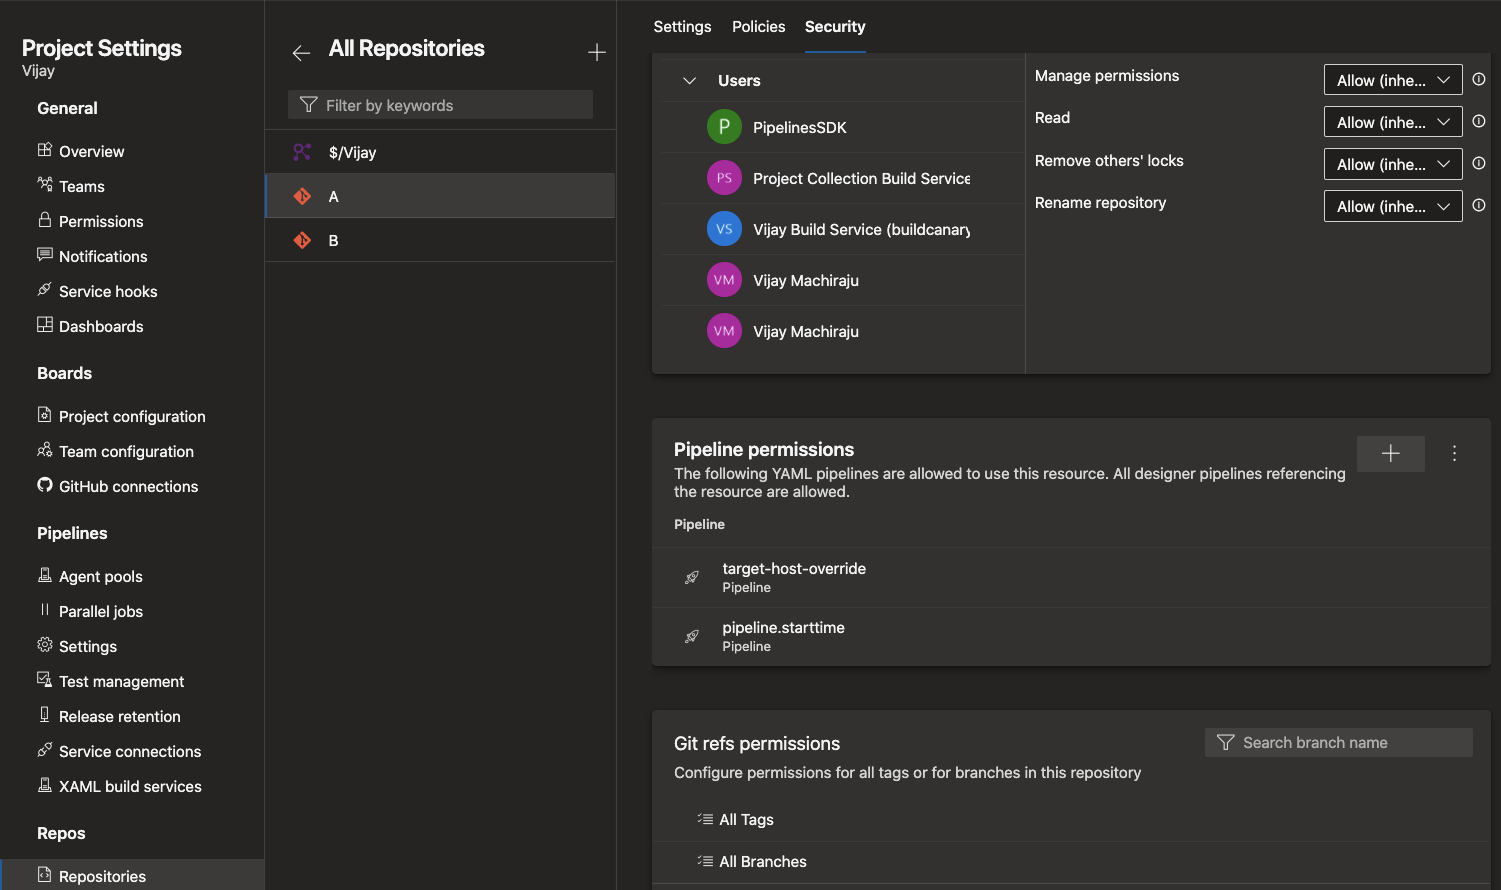 Project Settings
Vijay
General
Overview
Teams
Permissions
Notifications
Service hooks
Dashboards
Boards
Project configuration
Team configuration
GitHub connections
Pipelines
Agent pools
Parallel jobs
Settings
Test management
Release retention
Service connections
XAML build services
Repos
Repositories
All Repositories
Filter by keywords
$/Vijay
A
B
Settings Policies Security
Users
P PipelinesSDK
PS Project Collection Build Service
VS Vijay Build Service (buildcanary
VM Vijay Machiraju
VM Vijay Machiraju
Manage permissions Allow (inhe...
Read Allow (inhe...
Remove others' locks Allow (inhe...
Rename repository Allow (inhe...
Pipeline permissions
The following YAML pipelines are allowed to use this resource. All designer pipelines referencing
the resource are allowed.
Pipeline
target-host-override
Pipeline
pipeline.starttime
Pipeline
Git refs permissions
Search branch name
Configure permissions for all tags or for branches in this repository
All Tags
All Branches